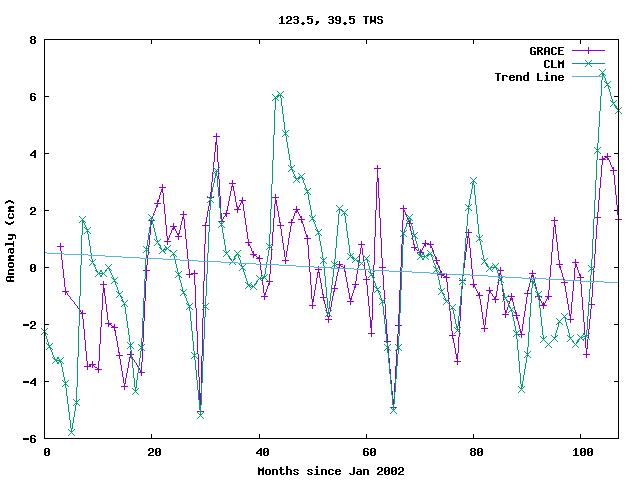 123.5, 39.5 TWS
GRACE
CLM
Trend Line
8
6
4
2
0
-2
-4
-6
Anomaly (cm)
0 20 40 60 80 100
Months since Jan 2002